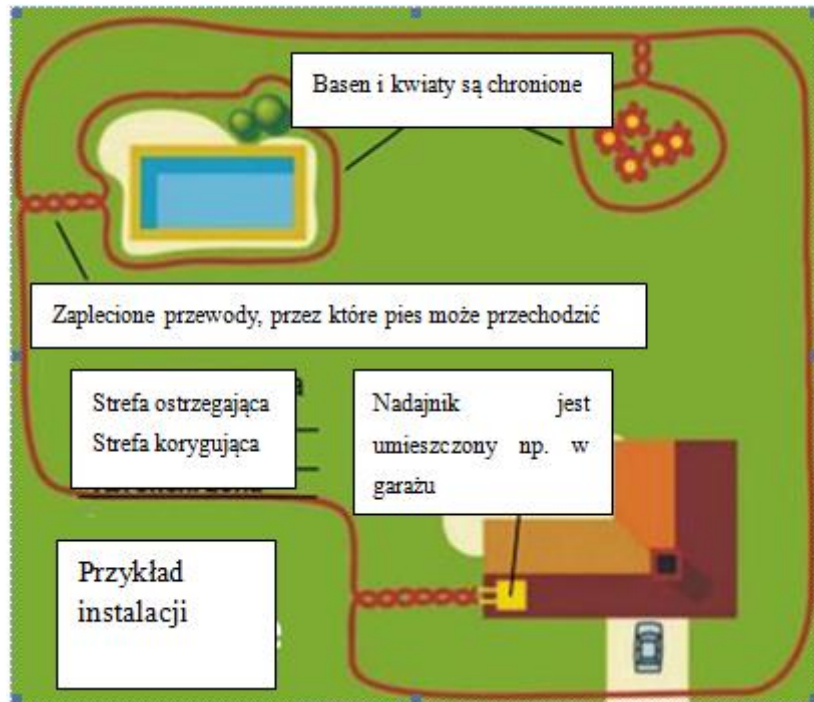 Basen i kwiaty są chronione
Zaplecione przewody, przez które pies może przechodzić
Strefa ostrzegająca
Strefa korygująca
Nadajnik jest
umieszczony np. w
garażu
Przykład
instalacji